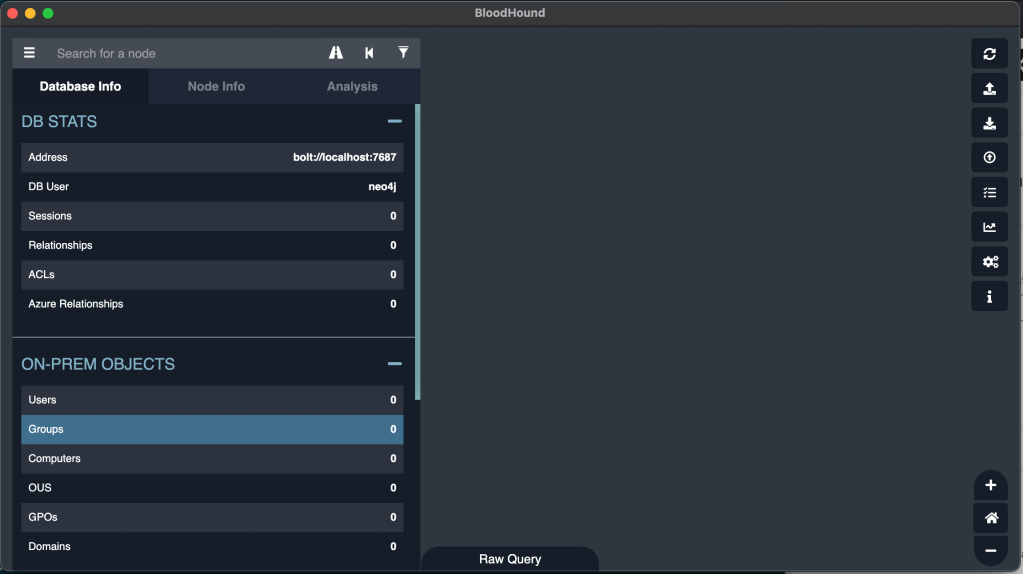 BloodHound
Search for a node
Database Info Node Info Analysis
DB STATS
Address bolt://localhost:7687
DB User neo4j
Sessions 0
Relationships 0
ACLs 0
Azure Relationships 0
ON-PREM OBJECTS
Users 0
Groups 0
Computers 0
OUS 0
GPOs 0
Domains 0
Raw Query